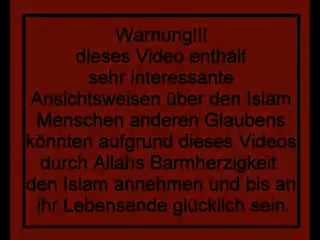 Warnung!!!
dieses Video enthält
sehr interessante
Ansichtsweisen über den Islam
Menschen anderen Glaubens
könnten aufgrund dieses Videos
durch Allahs Barmherzigkeit
den Islam annehmen und bis an
ihr Lebensende glücklich sein.